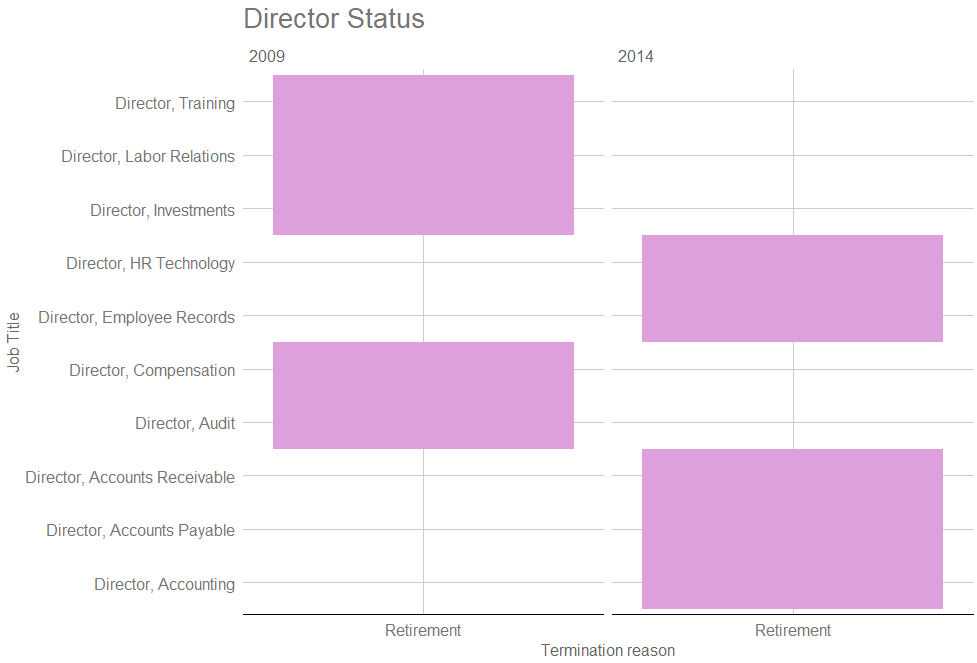 Director Status
2009
2014
Director, Training
Director, Labor Relations
Director, Investments
Director, HR Technology
Director, Employee Records
Director, Compensation
Director, Audit
Director, Accounts Receivable
Director, Accounts Payable
Director, Accounting
Job Title
Retirement
Retirement
Termination reason